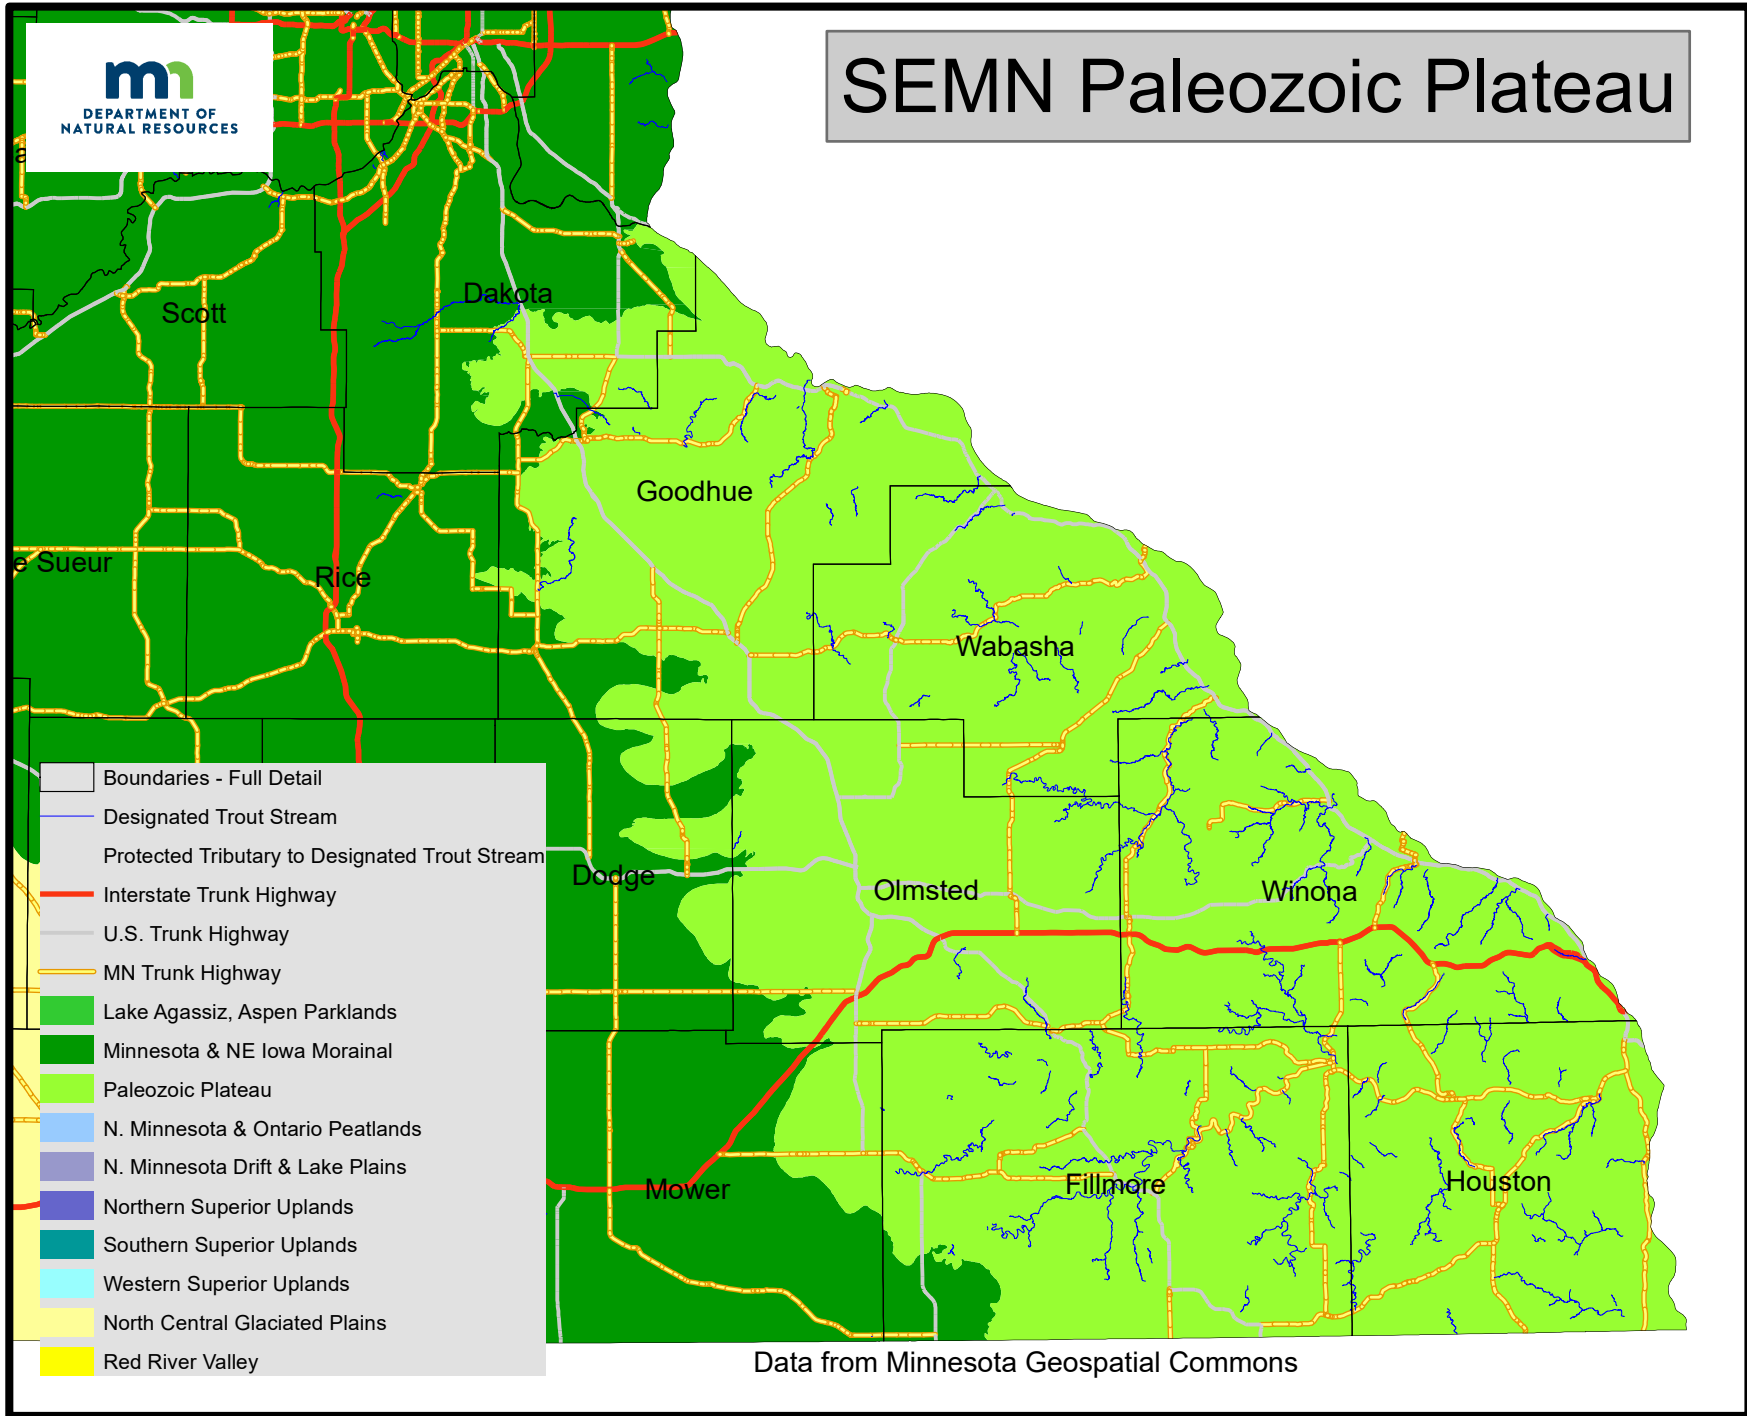 SEMN Paleozoic Plateau
mn
DEPARTMENT OF
NATURAL RESOURCES
a
Scott
Dakota
Goodhue
e Sueur
Rice
Wabasha
Dodge
Olmsted
Winona
Mower
Fillmore
Houston
Boundaries - Full Detail
Designated Trout Stream
Protected Tributary to Designated Trout Stream
Interstate Trunk Highway
U.S. Trunk Highway
MN Trunk Highway
Lake Agassiz, Aspen Parklands
Minnesota & NE Iowa Morainal
Paleozoic Plateau
N. Minnesota & Ontario Peatlands
N. Minnesota Drift & Lake Plains
Northern Superior Uplands
Southern Superior Uplands
Western Superior Uplands
North Central Glaciated Plains
Red River Valley
Data from Minnesota Geospatial Commons